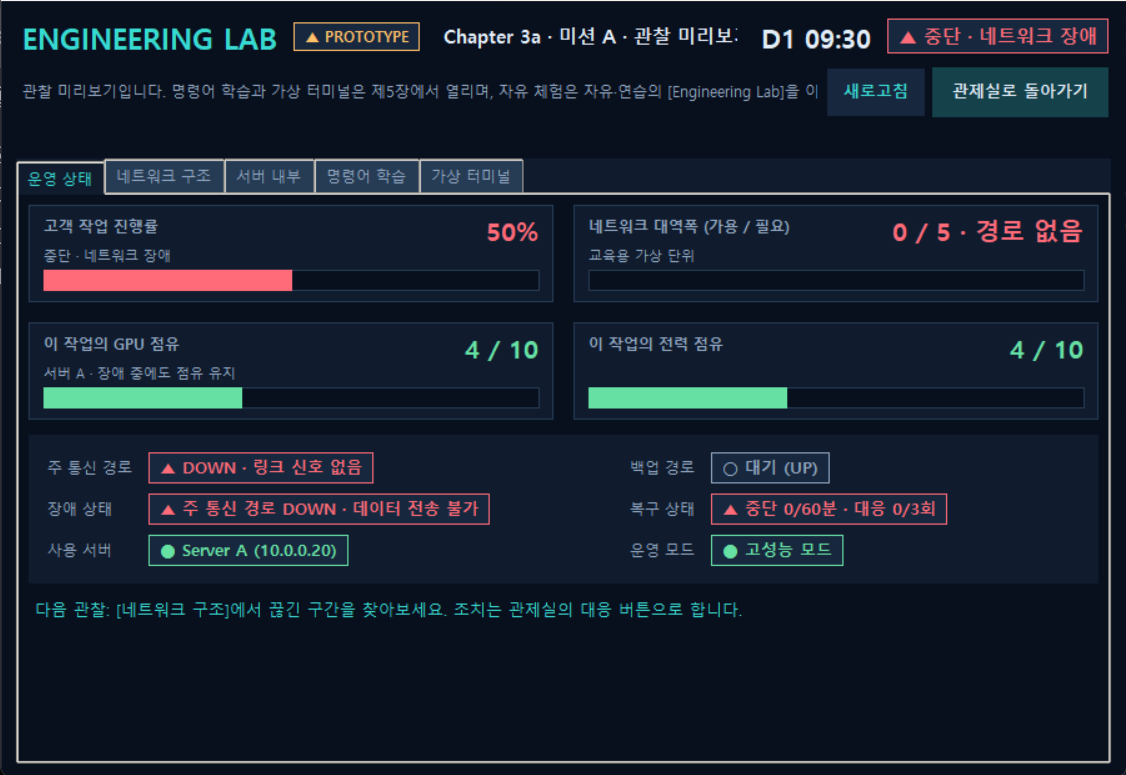 ENGINEERING LAB ▲ PROTOTYPE Chapter 3a · 미션 A · 관찰 미리보 D1 09:30 ▲ 중단 · 네트워크 장애
관찰 미리보기입니다. 명령어 학습과 가상 터미널은 제5장에서 열리며, 자유 체험은 자유·연습의 [Engineering Lab]을 이 새로고침 관제실로 돌아가기
운영 상태 네트워크 구조 서버 내부 명령어 학습 가상 터미널
고객 작업 진행률 50%
중단 · 네트워크 장애
네트워크 대역폭 (가용 / 필요) 0 / 5 · 경로 없음
교육용 가상 단위
이 작업의 GPU 점유 4 / 10
서버 A · 장애 중에도 점유 유지
이 작업의 전력 점유 4 / 10
주 통신 경로 ▲ DOWN · 링크 신호 없음 백업 경로 ○ 대기 (UP)
장애 상태 ▲ 주 통신 경로 DOWN · 데이터 전송 불가 복구 상태 ▲ 중단 0/60분 · 대응 0/3회
사용 서버 ● Server A (10.0.0.20) 운영 모드 ● 고성능 모드
다음 관찰: [네트워크 구조]에서 끊긴 구간을 찾아보세요. 조치는 관제실의 대응 버튼으로 합니다.